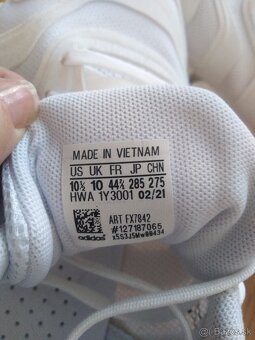 MADE IN VIETNAM
US UK FR JP CHN
10½ 10 44⅔ 285 275
HWA 1Y3001 02/21
ART FX7842
#127187065
adidas